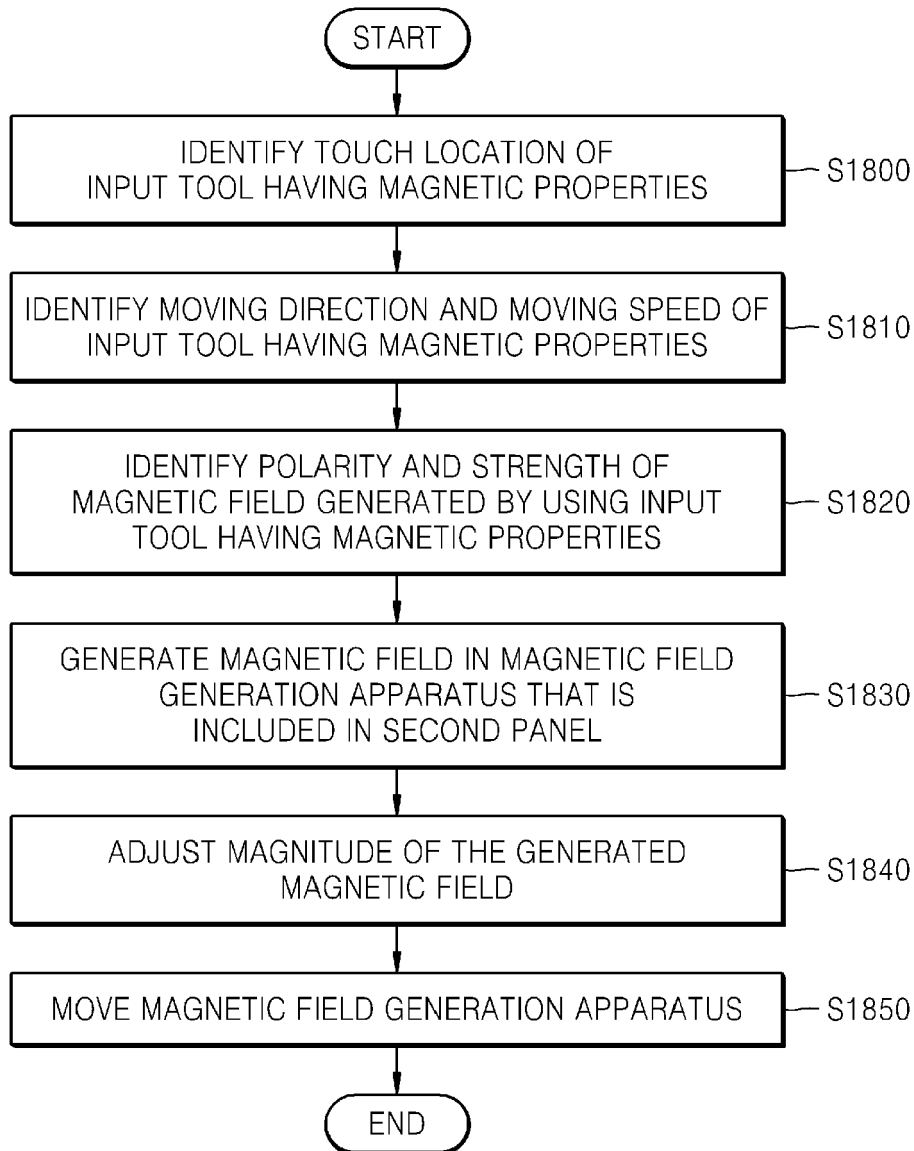 START
IDENTIFY TOUCH LOCATION OF
INPUT TOOL HAVING MAGNETIC PROPERTIES
S1800
IDENTIFY MOVING DIRECTION AND MOVING SPEED OF
INPUT TOOL HAVING MAGNETIC PROPERTIES
S1810
IDENTIFY POLARITY AND STRENGTH OF
MAGNETIC FIELD GENERATED BY USING INPUT
TOOL HAVING MAGNETIC PROPERTIES
S1820
GENERATE MAGNETIC FIELD IN MAGNETIC FIELD
GENERATION APPARATUS THAT IS
INCLUDED IN SECOND PANEL
S1830
ADJUST MAGNITUDE OF THE GENERATED
MAGNETIC FIELD
S1840
MOVE MAGNETIC FIELD GENERATION APPARATUS
S1850
END